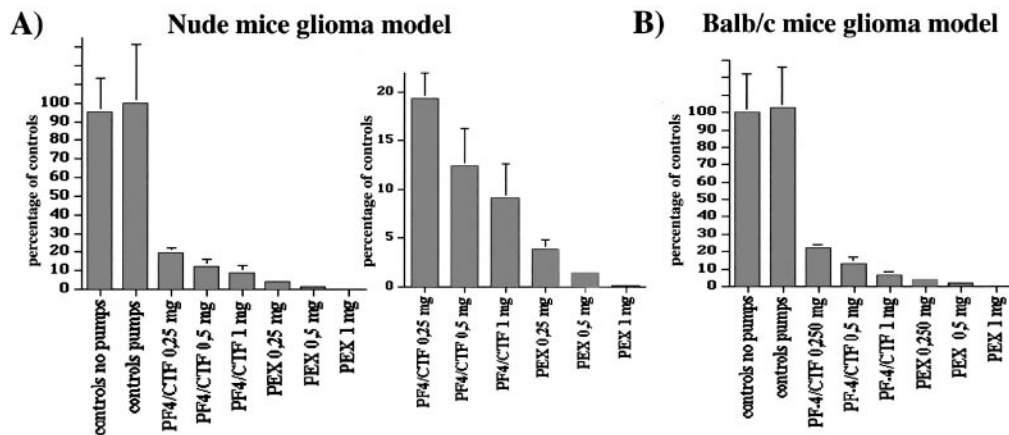 A)
Nude mice glioma model
percentage of controls
100
90
80
70
60
50
40
30
20
10
0
controls no pumps
controls pumps
PF4/CTF 0,25 mg
PF4/CTF 0,5 mg
PF4/CTF 1 mg
PEX 0,25 mg
PEX 0,5 mg
PEX 1 mg
percentage of controls
20
15
10
5
0
PF4/CTF 0,25 mg
PF4/CTF 0,5 mg
PF4/CTF 1 mg
PEX 0,25 mg
PEX 0,5 mg
PEX 1 mg
B)
Balb/c mice glioma model
percentage of controls
100
90
80
70
60
50
40
30
20
10
0
controls no pumps
controls pumps
PF-4/CTF 0,250 mg
PF-4/CTF 0,5 mg
PF-4/CTF 1 mg
PEX 0,250 mg
PEX 0,5 mg
PEX 1 mg